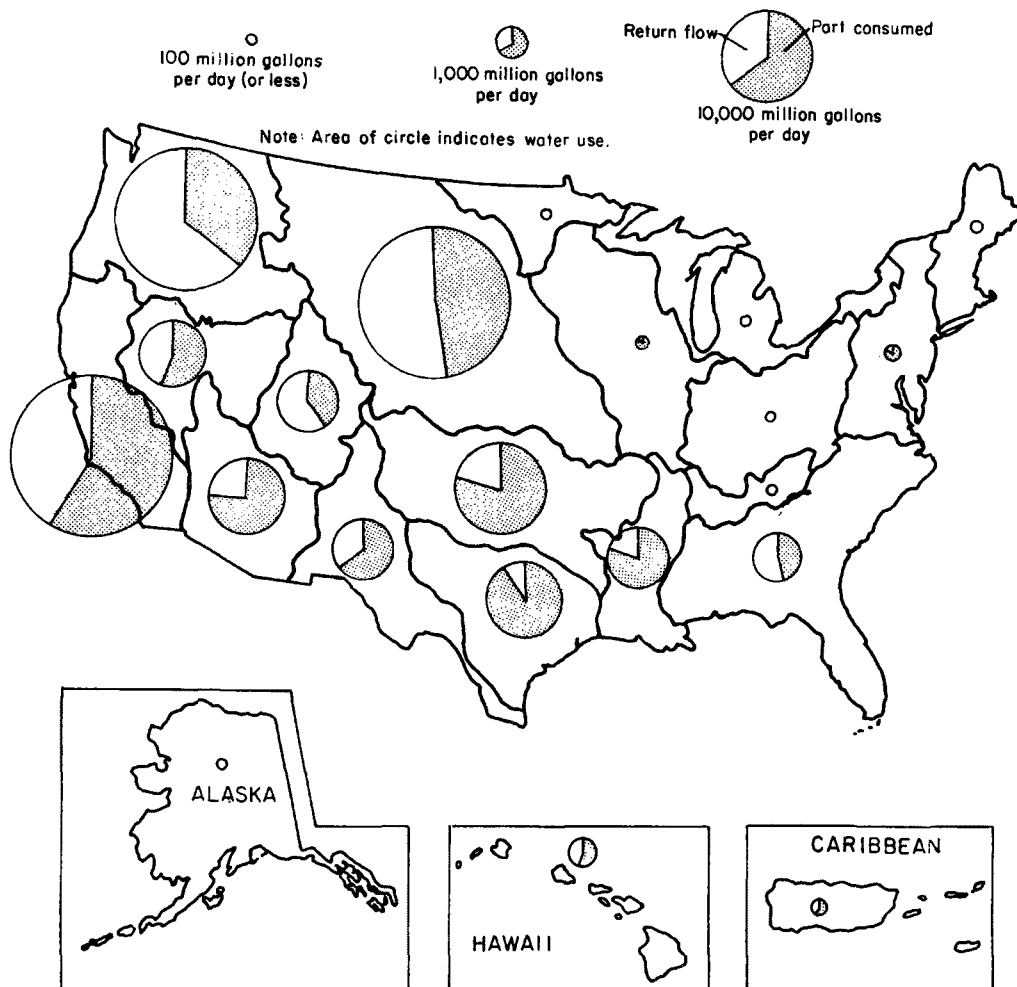 100 million gallons
per day (or less)
1,000 million gallons
per day
Return flow
Part consumed
10,000 million gallons
per day
Note: Area of circle indicates water use.
ALASKA
HAWAII
CARIBBEAN